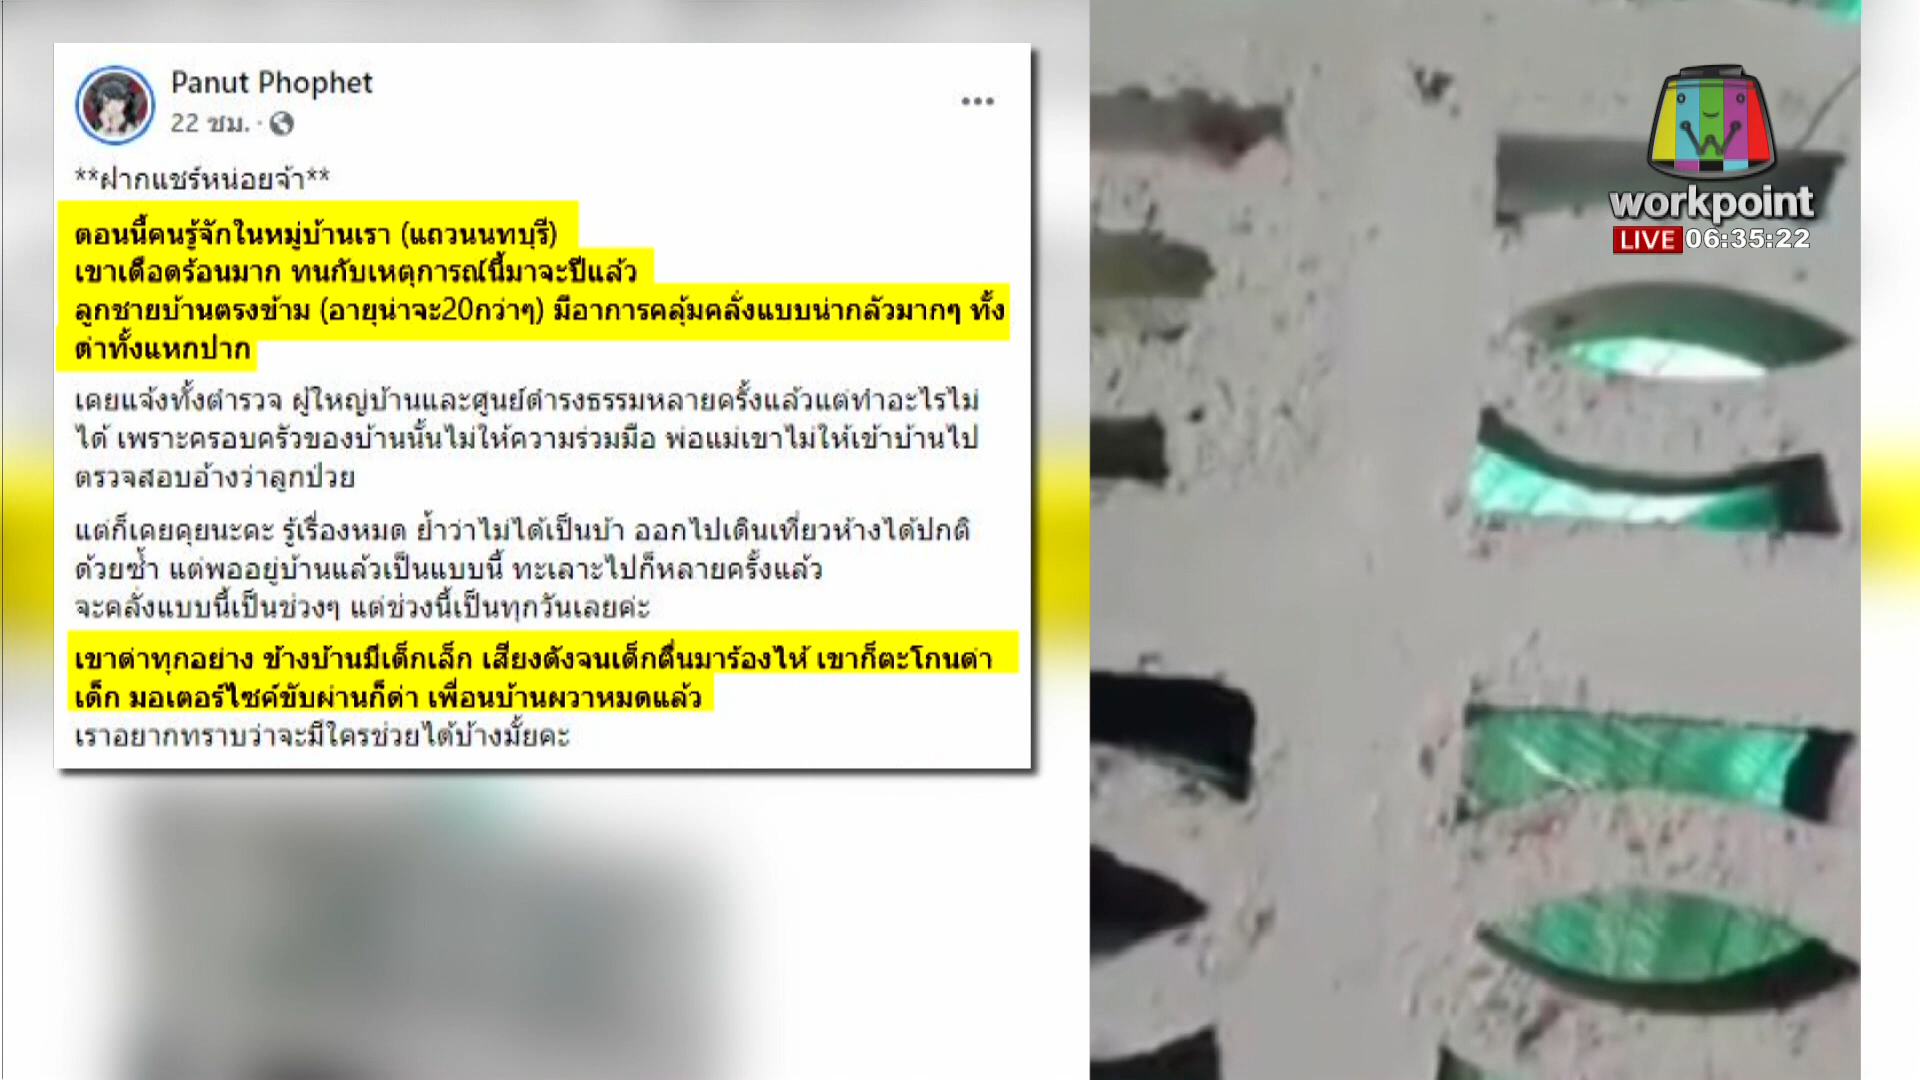 Panut Phophet
22 ชม. ·
**ฝากแชร์หน่อยจ้า**
ตอนนี้คนรู้จักในหมู่บ้านเรา (แถวนนทบุรี)
เขาเดือดร้อนมาก ทนกับเหตุการณ์นี้มาจะปีแล้ว
ลูกชายบ้านตรงข้าม (อายุน่าจะ20กว่าๆ) มีอาการคลุ้มคลั่งแบบน่ากลัวมากๆ ทั้ง
ด่าทั้งแหกปาก
เคยแจ้งทั้งตำรวจ ผู้ใหญ่บ้านและศูนย์ดำรงธรรมหลายครั้งแล้วแต่ทำอะไรไม่
ได้ เพราะครอบครัวของบ้านนั้นไม่ให้ความร่วมมือ พ่อแม่เขาไม่ให้เข้าบ้านไป
ตรวจสอบอ้างว่าลูกป่วย
แต่ก็เคยคุยนะคะ รู้เรื่องหมด ย้ำว่าไม่ได้เป็นบ้า ออกไปเดินเที่ยวห้างได้ปกติ
ด้วยซ้ำ แต่พออยู่บ้านแล้วเป็นแบบนี้ ทะเลาะไปก็หลายครั้งแล้ว
จะคลั่งแบบนี้เป็นช่วงๆ แต่ช่วงนี้เป็นทุกวันเลยค่ะ
เขาด่าทุกอย่าง ข้างบ้านมีเด็กเล็ก เสียงดังจนเด็กตื่นมาร้องไห้ เขาก็ตะโกนด่า
เด็ก มอเตอร์ไซค์ขับผ่านก็ด่า เพื่อนบ้านผวาหมดแล้ว
เราอยากทราบว่าจะมีใครช่วยได้บ้างมั้ยคะ
workpoint
LIVE 06:35:22